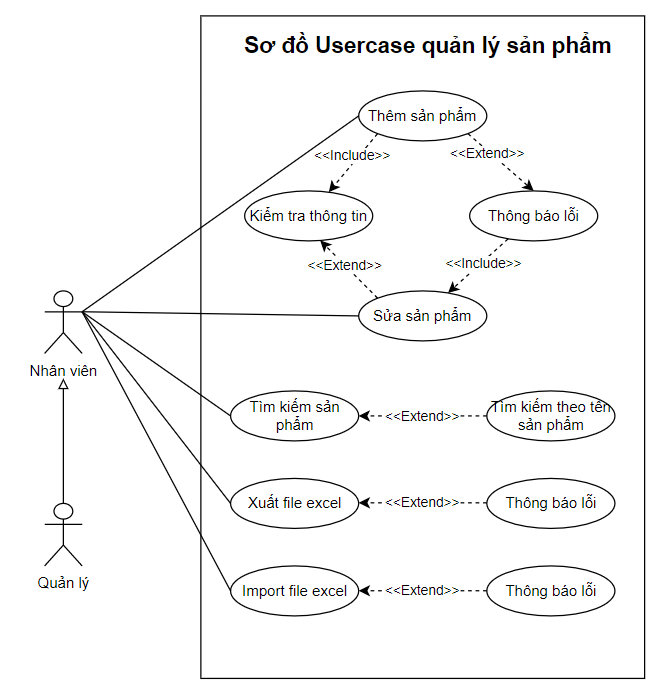 Sơ đồ Usercase quản lý sản phẩm
Thêm sản phẩm
<<Include>>
<<Extend>>
Kiểm tra thông tin
Thông báo lỗi
<<Extend>>
<<Include>>
Sửa sản phẩm
Nhân viên
Tìm kiếm sản
phẩm
<<Extend>>
Tìm kiếm theo tên
sản phẩm
Xuất file excel
<<Extend>>
Thông báo lỗi
Quản lý
Import file excel
<<Extend>>
Thông báo lỗi